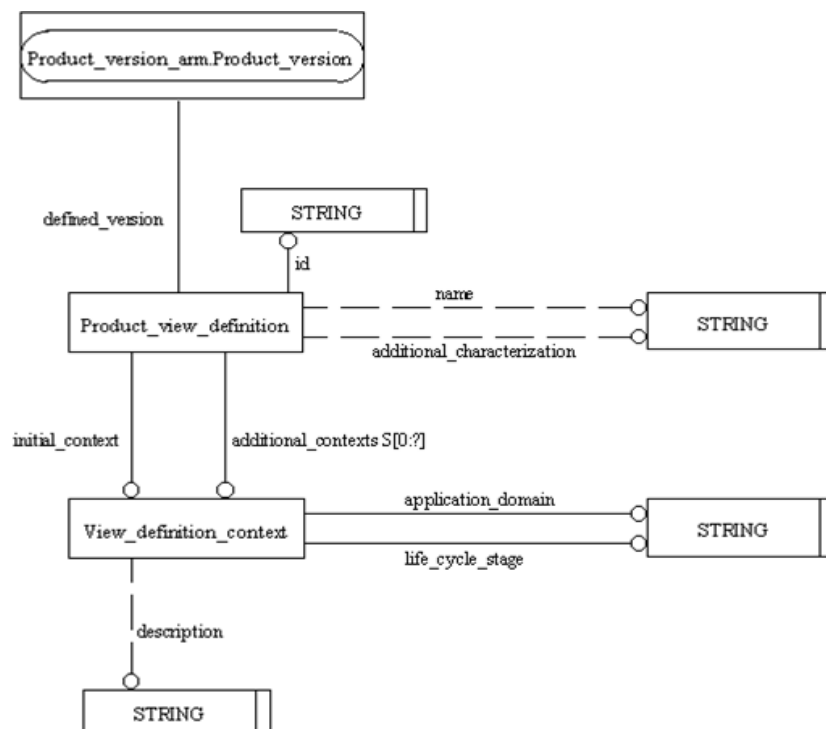 Product_version_arm.Product_version
STRING
defined_version
id
name
Product_view_definition
STRING
additional_characterization
initial_context
additional_contexts S[0:?]
application_domain
View_definition_context
STRING
life_cycle_stage
description
STRING